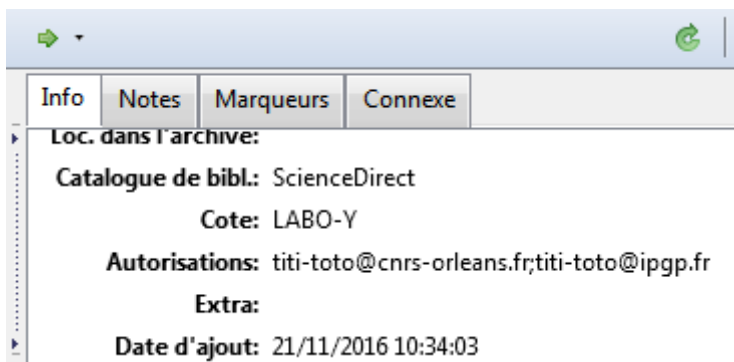 Info Notes Marqueurs Connexe
Loc. dans l'archive:
Catalogue de bibl.: ScienceDirect
Cote: LABO-Y
Autorisations: titi-toto@cnrs-orleans.fr;titi-toto@ipgp.fr
Extra:
Date d'ajout: 21/11/2016 10:34:03